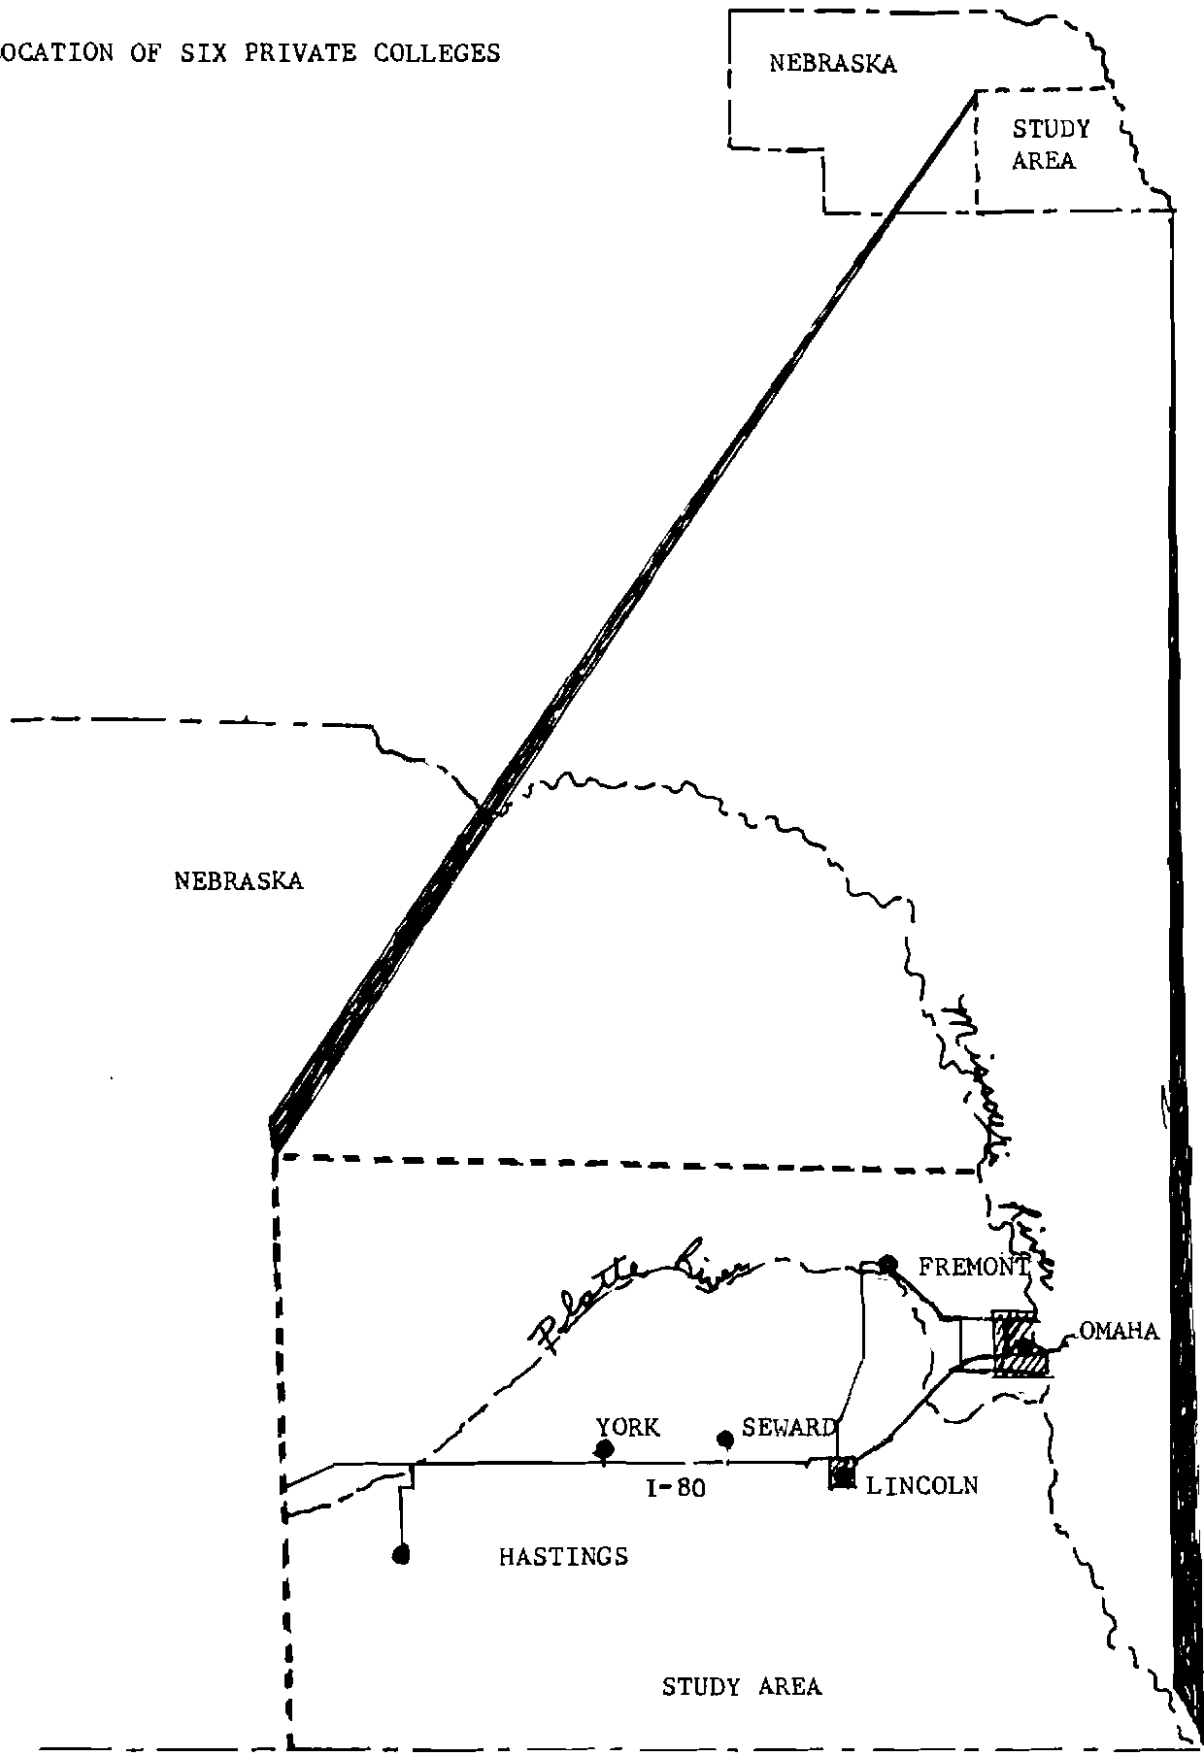 OCATION OF SIX PRIVATE COLLEGES
NEBRASKA
STUDY
AREA
NEBRASKA
Missouri River
Platte River
FREMONT
OMAHA
YORK
SEWARD
I-80
LINCOLN
HASTINGS
STUDY AREA